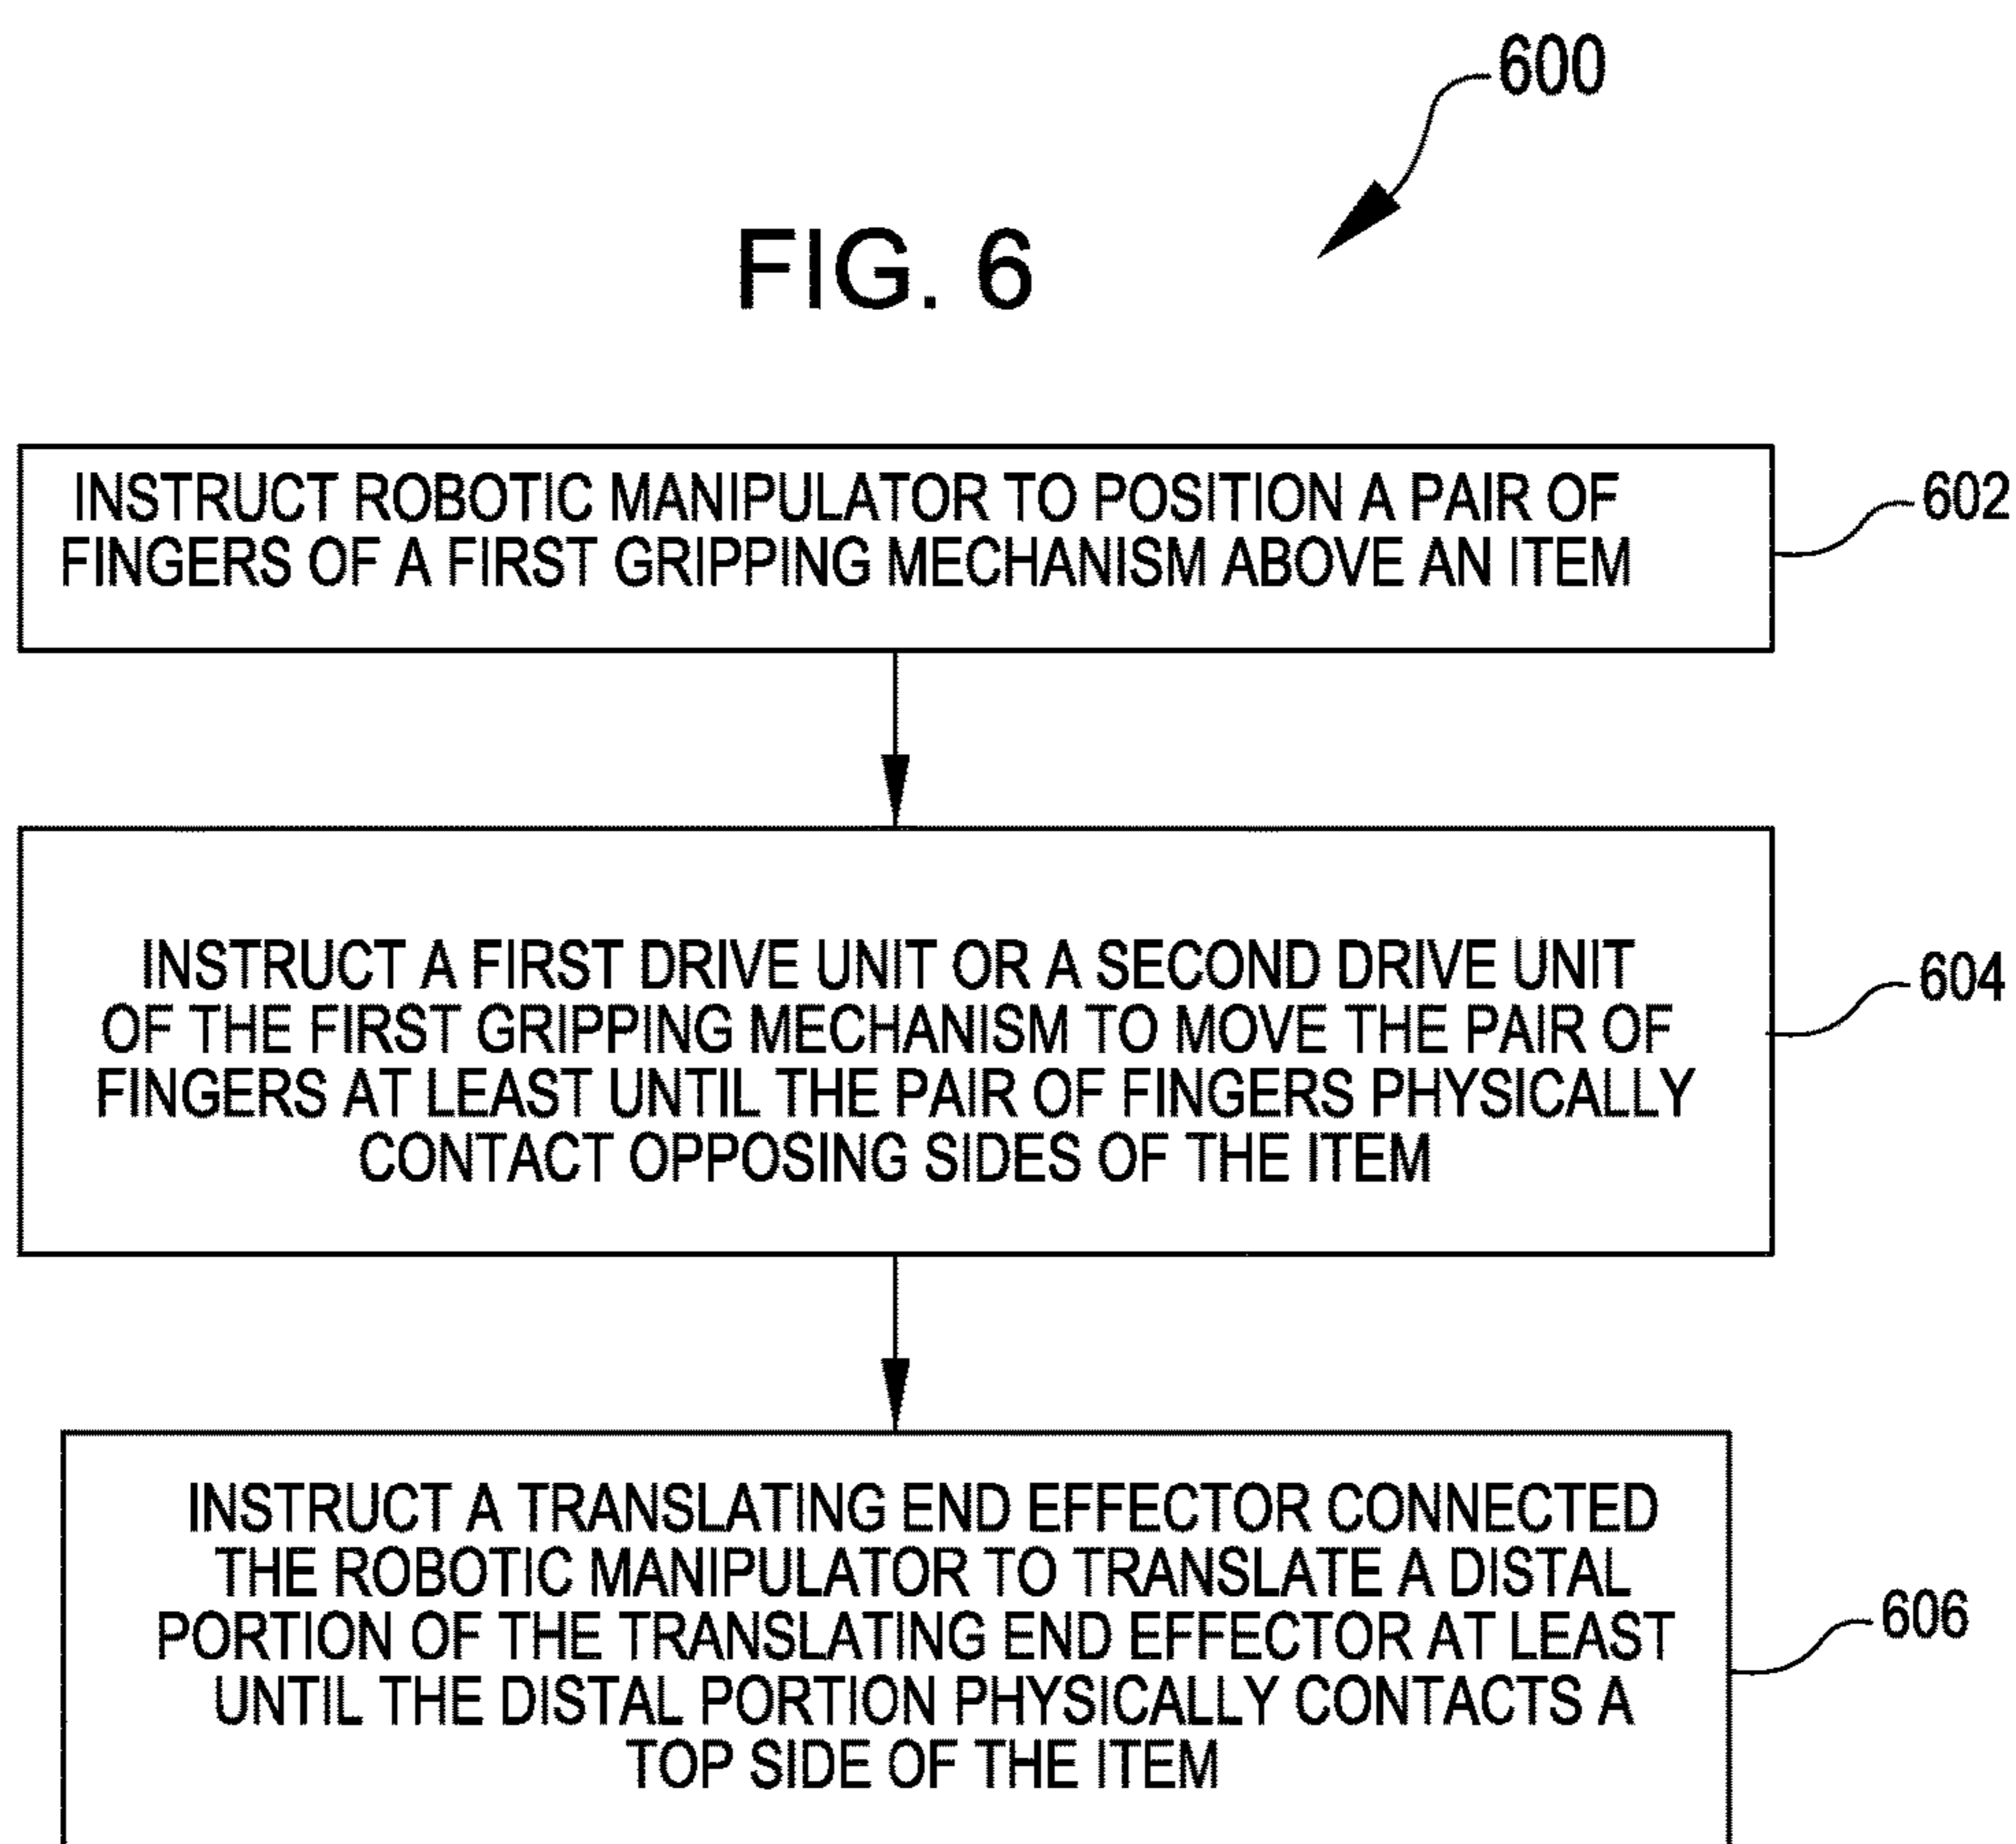 600
FIG. 6
INSTRUCT ROBOTIC MANIPULATOR TO POSITION A PAIR OF
FINGERS OF A FIRST GRIPPING MECHANISM ABOVE AN ITEM
602
INSTRUCT A FIRST DRIVE UNIT OR A SECOND DRIVE UNIT
OF THE FIRST GRIPPING MECHANISM TO MOVE THE PAIR OF
FINGERS AT LEAST UNTIL THE PAIR OF FINGERS PHYSICALLY
CONTACT OPPOSING SIDES OF THE ITEM
604
INSTRUCT A TRANSLATING END EFFECTOR CONNECTED
THE ROBOTIC MANIPULATOR TO TRANSLATE A DISTAL
PORTION OF THE TRANSLATING END EFFECTOR AT LEAST
UNTIL THE DISTAL PORTION PHYSICALLY CONTACTS A
TOP SIDE OF THE ITEM
606